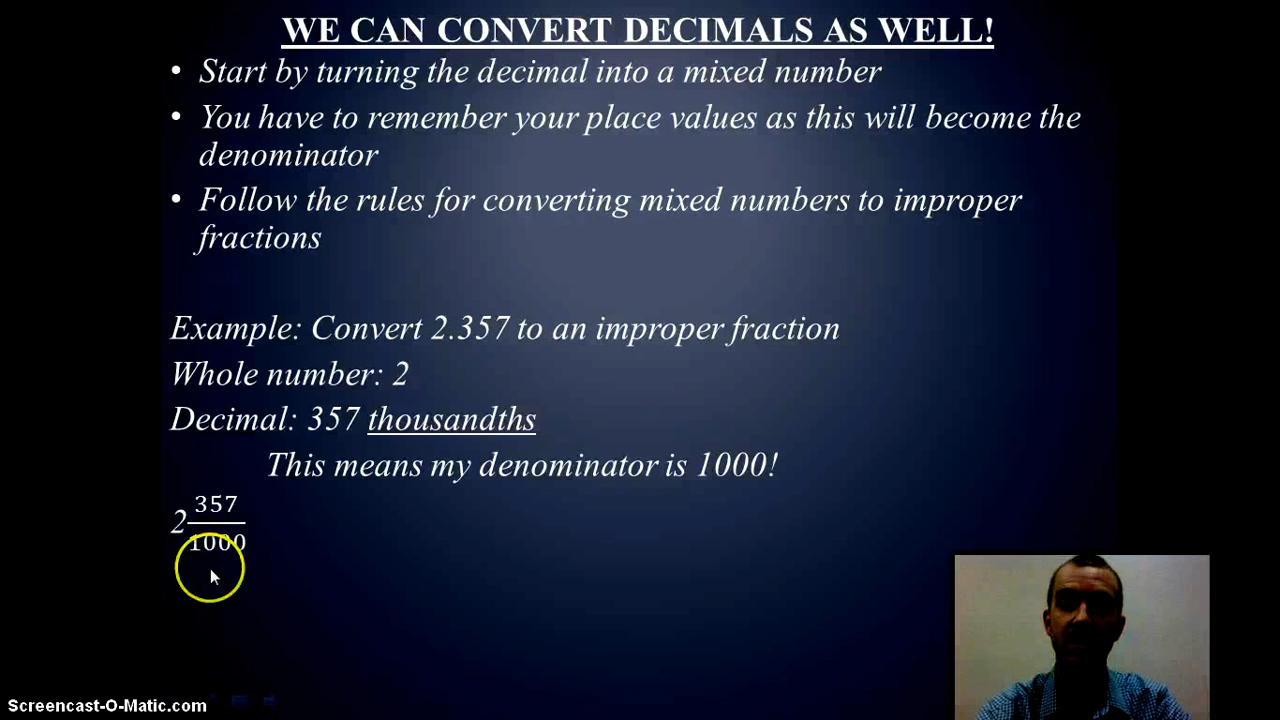 WE CAN CONVERT DECIMALS AS WELL!
• Start by turning the decimal into a mixed number
• You have to remember your place values as this will become the
denominator
• Follow the rules for converting mixed numbers to improper
fractions
Example: Convert 2.357 to an improper fraction
Whole number: 2
Decimal: 357 thousandths
This means my denominator is 1000!
357
2
1000
Screencast-O-Matic.com